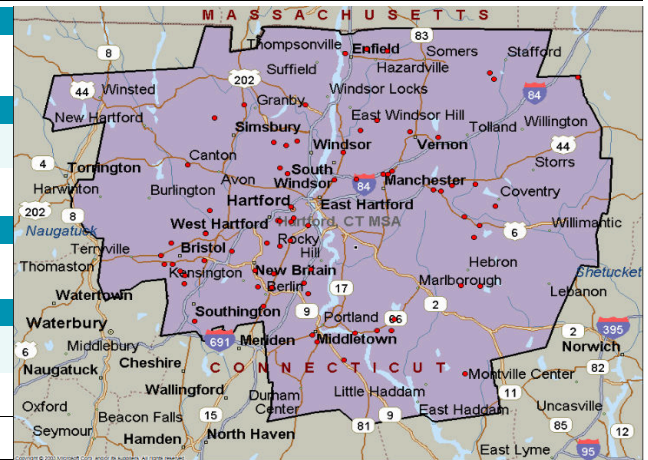 MASSACHUSETTS
83
Thompsonville
Enfield
Somers
Stafford
8
Suffield
Hazardville
202
44
Winsted
Windsor Locks
84
Granby
New Hartford
East Windsor Hill
Simsbury
Tolland
Willington
Windsor
Vernon
44
4
Canton
Storrs
Torrington
South
Windsor
84
Manchester
Harwinton
Burlington
Avon
Coventry
Hartford
East Hartford
202
8
West Hartford
Hartford, CT MSA
6
Willimantic
Naugatuck
Rocky
Hill
Terryville
Bristol
Hebron
Thomaston
Kensington
New Britain
Shetucket
Marlborough
Berlin
17
Lebanon
Watertown
2
Southington
9
Portland
66
Waterbury
2
395
691
Meriden
Middletown
Norwich
6
Middlebury
CONNECTICUT
82
Naugatuck
Cheshire
Montville Center
Wallingford
Durham
Center
Little Haddam
11
Oxford
Beacon Falls
15
9
East Haddam
Uncasville
Seymour
81
85
12
Hamden
North Haven
East Lyme
95